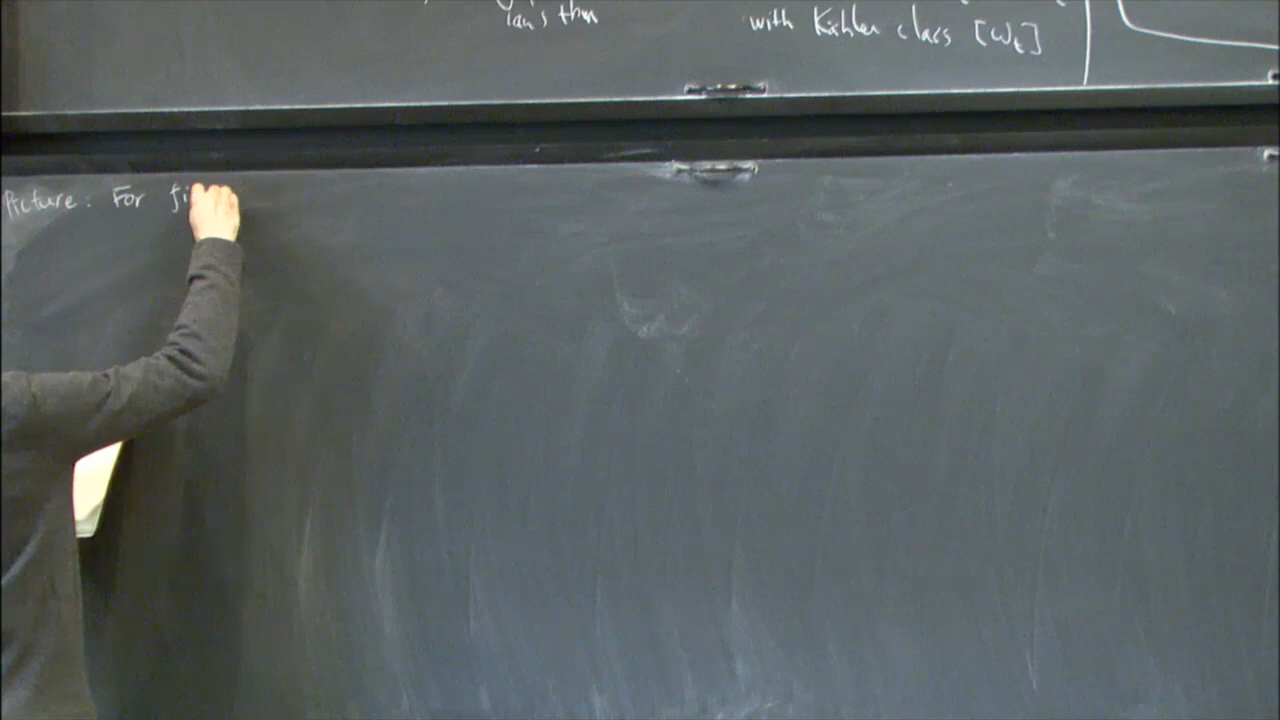 Yau's thm
with Kähler class [ωₜ]
Picture: For fi